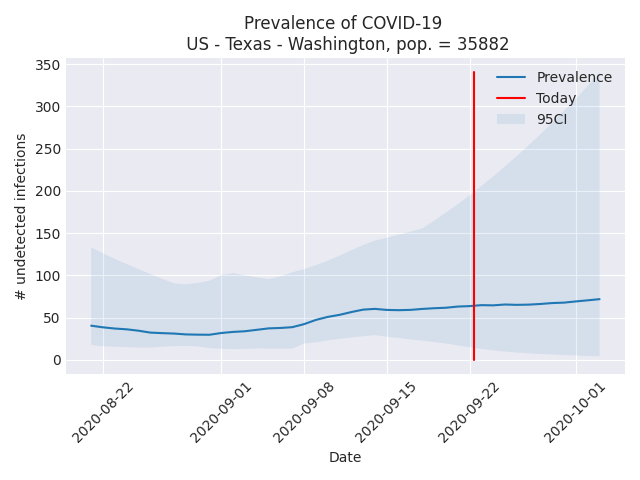 Prevalence of COVID-19
US - Texas - Washington, pop. = 35882
350
300
250
200
150
100
50
0
# undetected infections
Prevalence
Today
95CI
2020-08-22
2020-09-01
2020-09-08
2020-09-15
2020-09-22
2020-10-01
Date